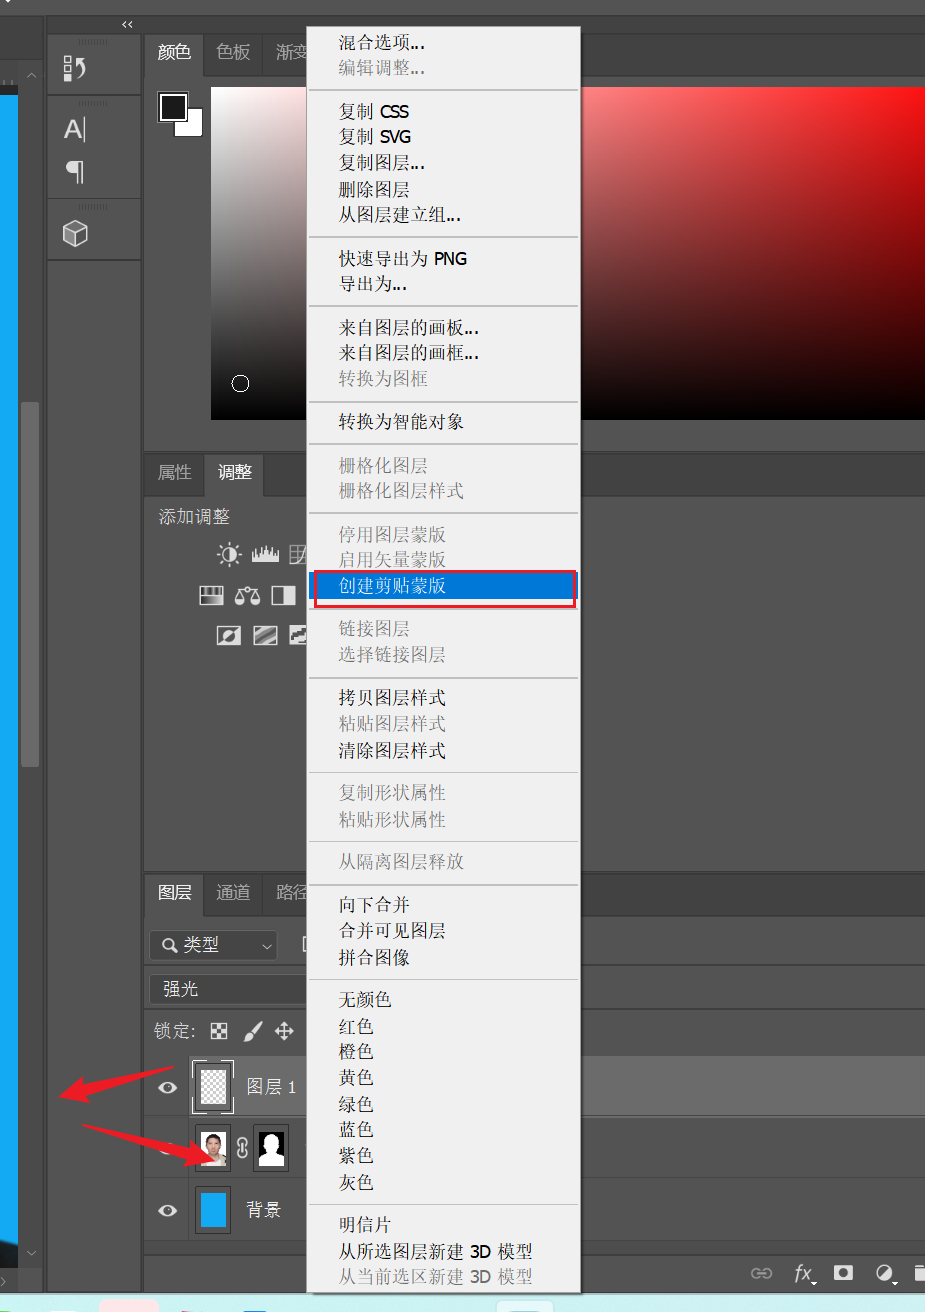 颜色 色板 渐变
混合选项...
编辑调整...
复制 CSS
复制 SVG
复制图层...
删除图层
从图层建立组...
快速导出为 PNG
导出为...
来自图层的画板...
来自图层的画框...
转换为图框
转换为智能对象
属性 调整
栅格化图层
栅格化图层样式
添加调整
停用图层蒙版
启用矢量蒙版
创建剪贴蒙版
链接图层
选择链接图层
拷贝图层样式
粘贴图层样式
清除图层样式
复制形状属性
粘贴形状属性
从隔离图层释放
图层 通道 路径
向下合并
合并可见图层
拼合图像
类型
强光
锁定:
无颜色
红色
橙色
黄色
绿色
蓝色
紫色
灰色
图层 1
背景
明信片
从所选图层新建 3D 模型
从当前选区新建 3D 模型
fx